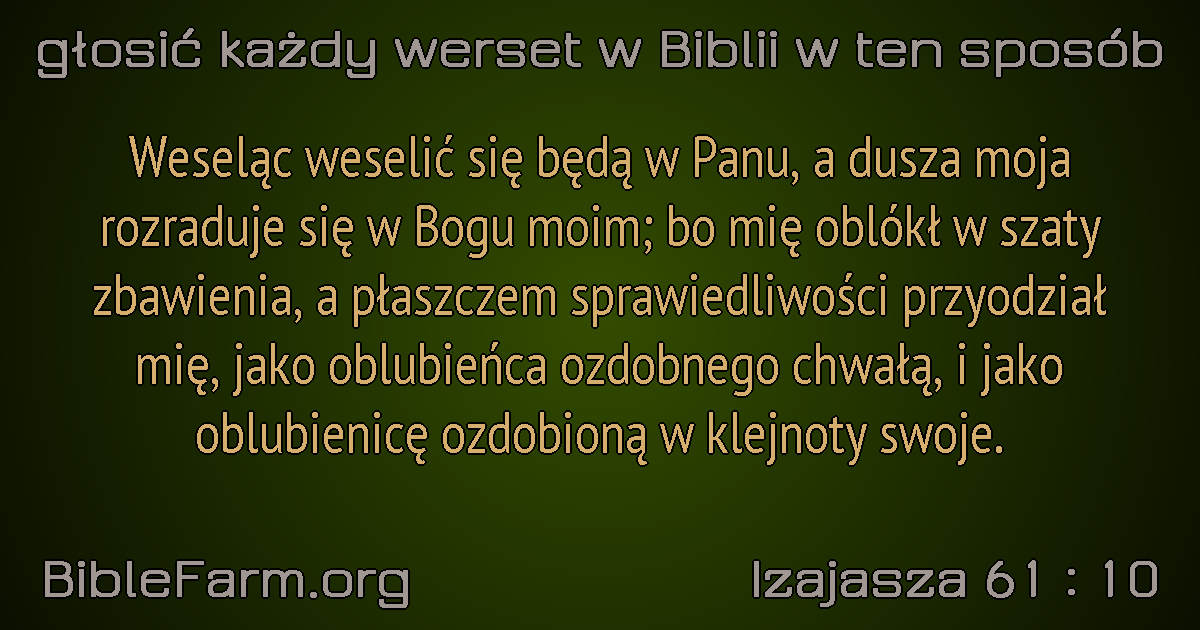 głosić każdy werset w Biblii w ten sposób
Weseląc weselić się będą w Panu, a dusza moja
rozraduje się w Bogu moim; bo mię oblókł w szaty
zbawienia, a płaszczem sprawiedliwości przyodział
mię, jako oblubieńca ozdobnego chwałą, i jako
oblubienicę ozdobioną w klejnoty swoje.
BibleFarm.org
Izajasza 61 : 10